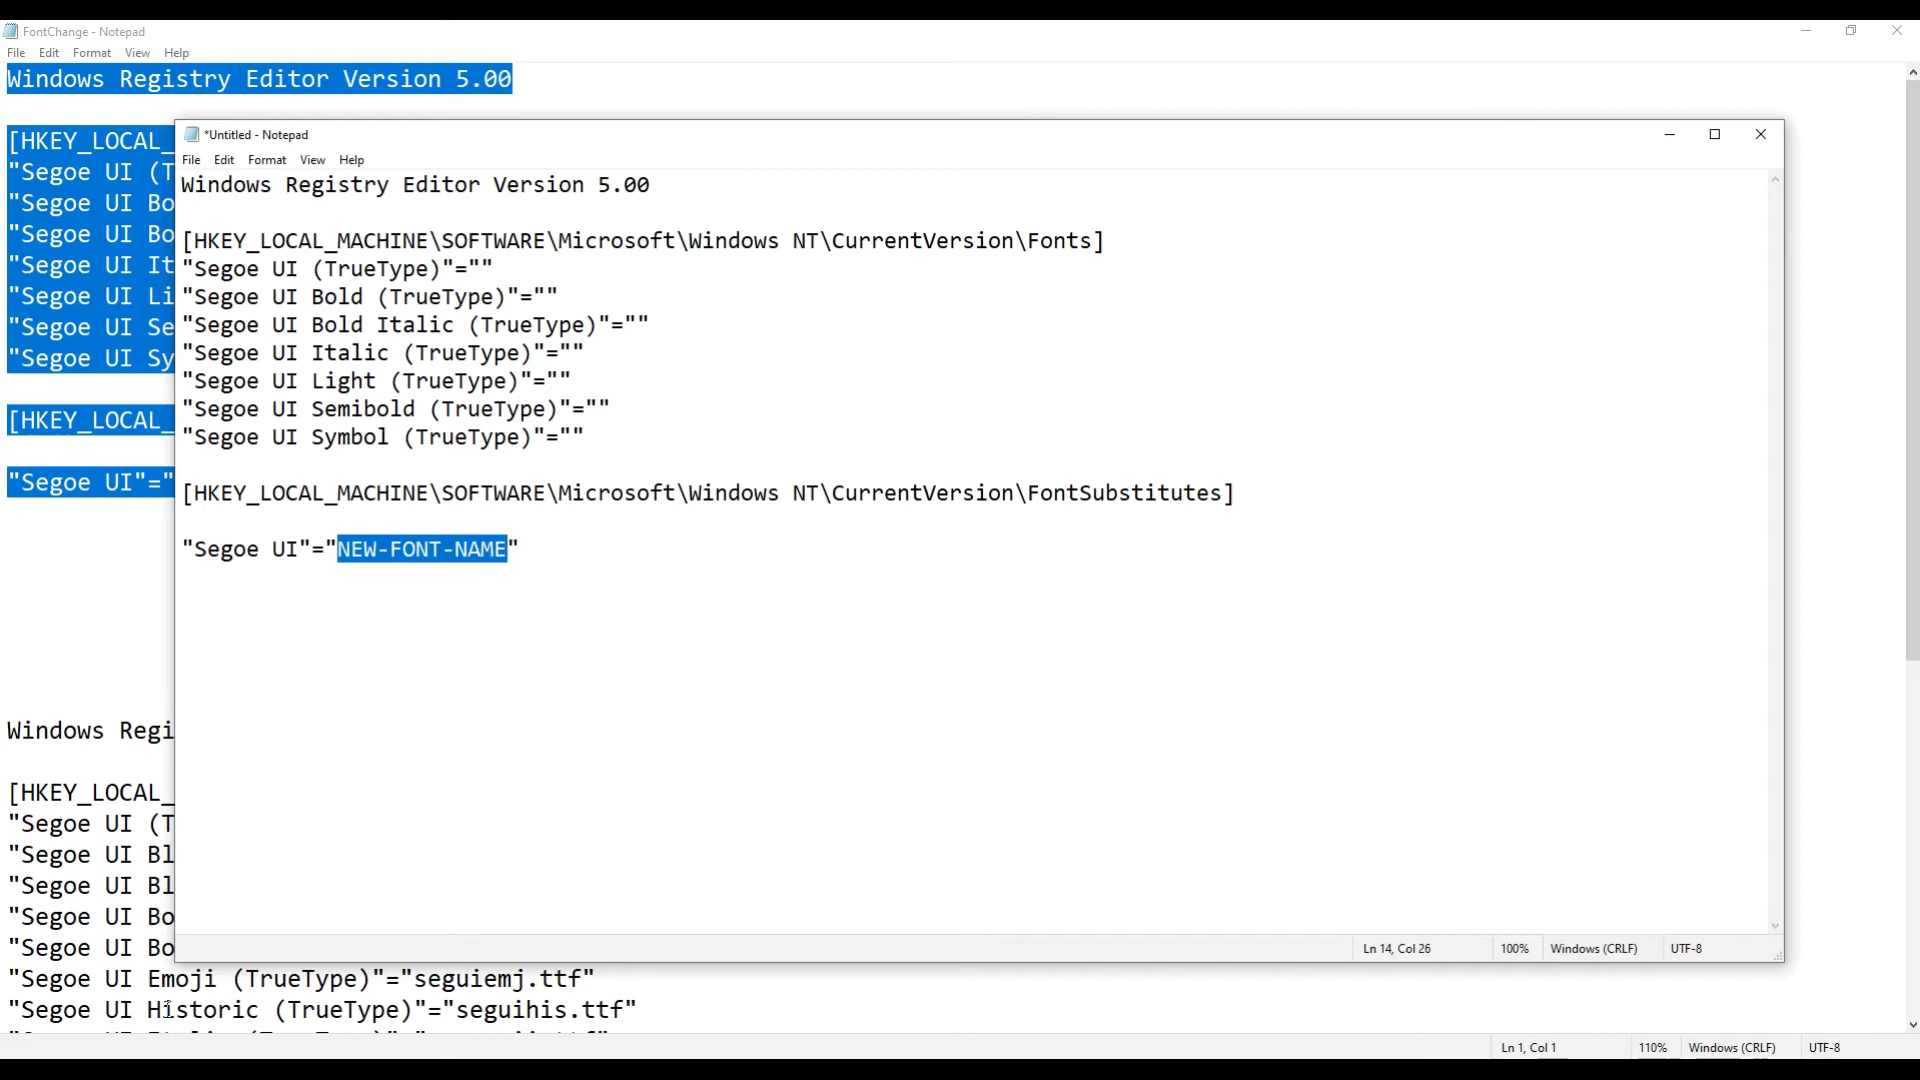 FontChange - Notepad
File Edit Format View Help
Windows Registry Editor Version 5.00
[HKEY_LOCAL_
"Segoe UI (T
"Segoe UI Bo
"Segoe UI Bo
"Segoe UI It
"Segoe UI Li
"Segoe UI Se
"Segoe UI Sy
[HKEY_LOCAL_
"Segoe UI"="
Windows Regi
[HKEY_LOCAL_
"Segoe UI (T
"Segoe UI Bl
"Segoe UI Bl
"Segoe UI Bo
"Segoe UI Bo
"Segoe UI Emoji (TrueType)"="seguiemj.ttf"
"Segoe UI Historic (TrueType)"="seguihis.ttf"
Ln 1, Col 1 110% Windows (CRLF) UTF-8
*Untitled - Notepad
File Edit Format View Help
Windows Registry Editor Version 5.00
[HKEY_LOCAL_MACHINE\SOFTWARE\Microsoft\Windows NT\CurrentVersion\Fonts]
"Segoe UI (TrueType)"=""
"Segoe UI Bold (TrueType)"=""
"Segoe UI Bold Italic (TrueType)"=""
"Segoe UI Italic (TrueType)"=""
"Segoe UI Light (TrueType)"=""
"Segoe UI Semibold (TrueType)"=""
"Segoe UI Symbol (TrueType)"=""
[HKEY_LOCAL_MACHINE\SOFTWARE\Microsoft\Windows NT\CurrentVersion\FontSubstitutes]
"Segoe UI"="NEW-FONT-NAME"
Ln 14, Col 26 100% Windows (CRLF) UTF-8